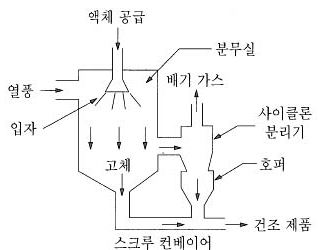 액체 공급
분무실
열풍
배기 가스
입자
사이클론
분리기
고체
호퍼
건조 제품
스크루 컨베이어